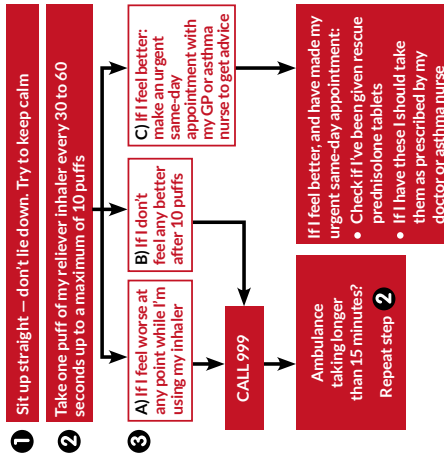 1 Sit up straight — don't lie down. Try to keep calm
2 Take one puff of my reliever inhaler every 30 to 60
seconds up to a maximum of 10 puffs
3
A) If I feel worse at
any point while I'm
using my inhaler
B) If I don't
feel any better
after 10 puffs
C) If I feel better:
make an urgent
same-day
appointment with
my GP or asthma
nurse to get advice
CALL 999
Ambulance
taking longer
than 15 minutes?
Repeat step 2
If I feel better, and have made my
urgent same-day appointment:
• Check if I've been given rescue
prednisolone tablets
• If I have these I should take
them as prescribed by my
doctor or asthma nurse